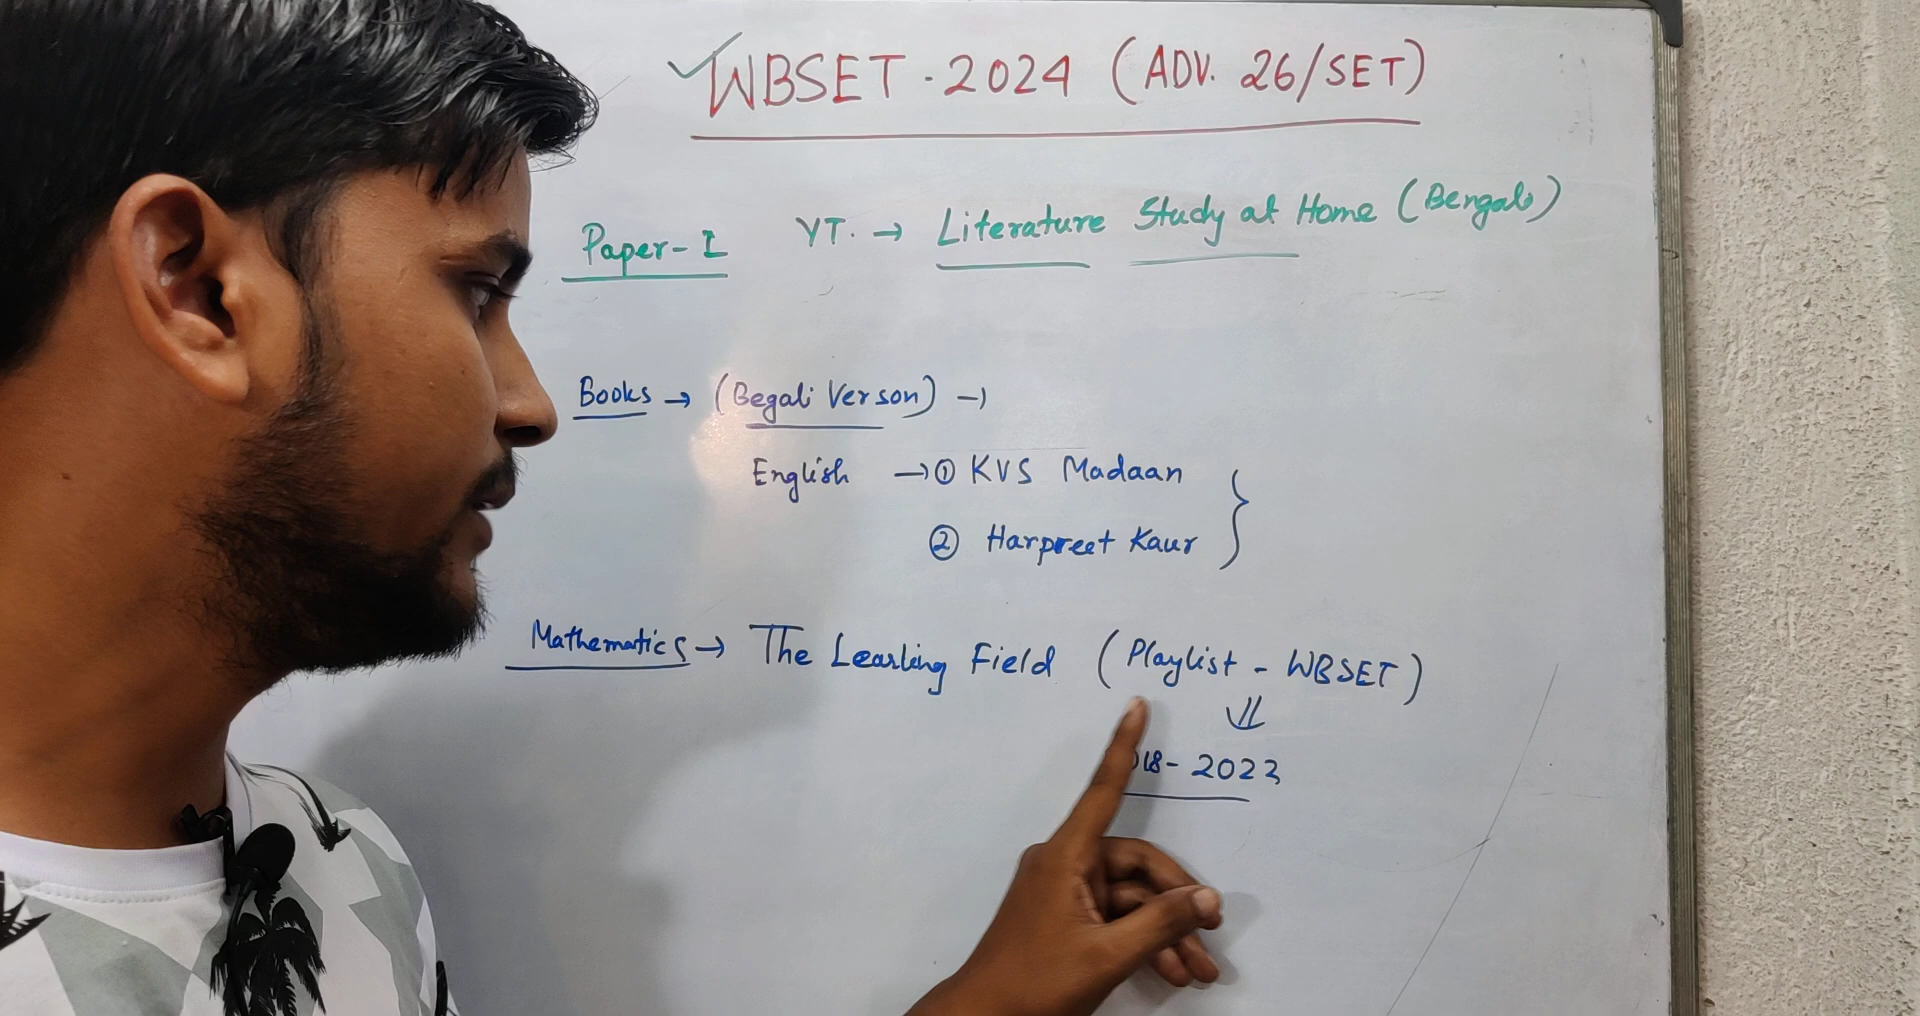 WBSET - 2024 (ADV. 26/SET)
Paper-I YT. → Literature Study at Home (Bengali)
Books → (Begali Verson) →
English → ① KVS Madaan
② Harpreet Kaur
Mathematics → The Learling Field (Playlist - WBSET)
⇓
18 - 2023